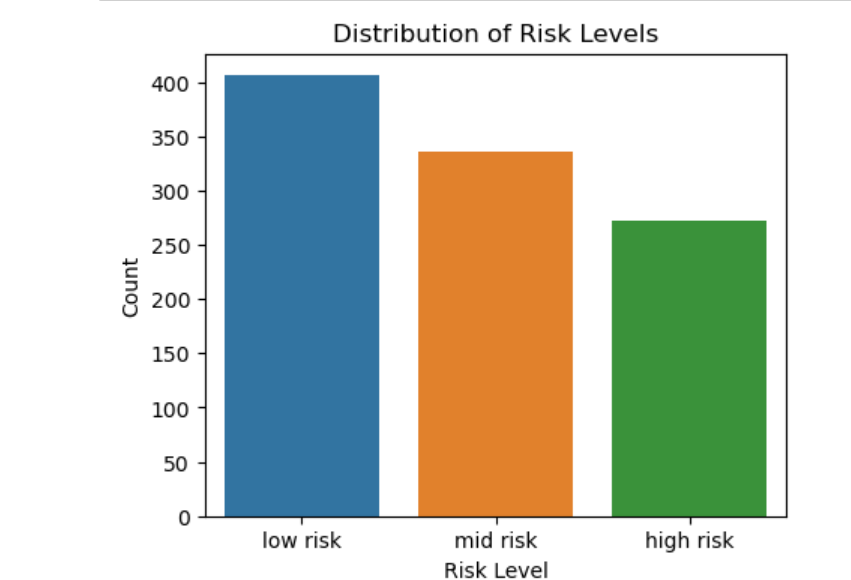 Distribution of Risk Levels
400
350
300
250
200
150
100
50
0
Count
low risk mid risk high risk
Risk Level